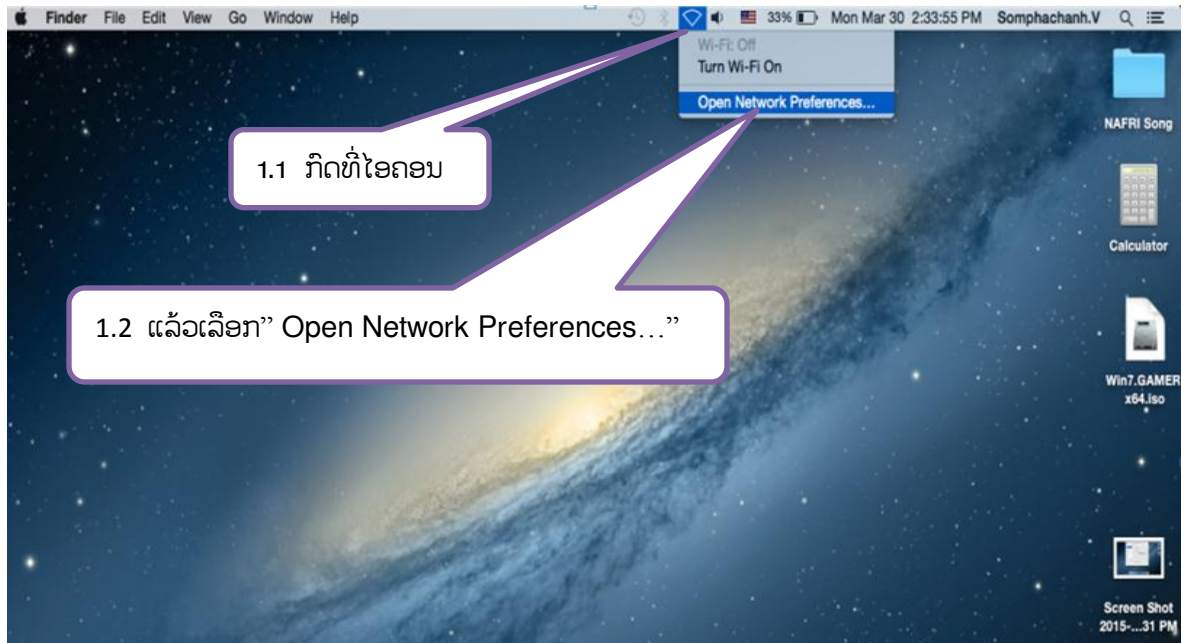 Finder File Edit View Go Window Help 33% Mon Mar 30 2:33:55 PM Somphachanh.V
Wi-Fi: Off
Turn Wi-Fi On
Open Network Preferences...
NAFRI Song
1.1 ກົດທີ່ໄອຄອນ
Calculator
1.2 ແລ້ວເລືອກ” Open Network Preferences…”
Win7.GAMER
x64.iso
Screen Shot
2015-...31 PM